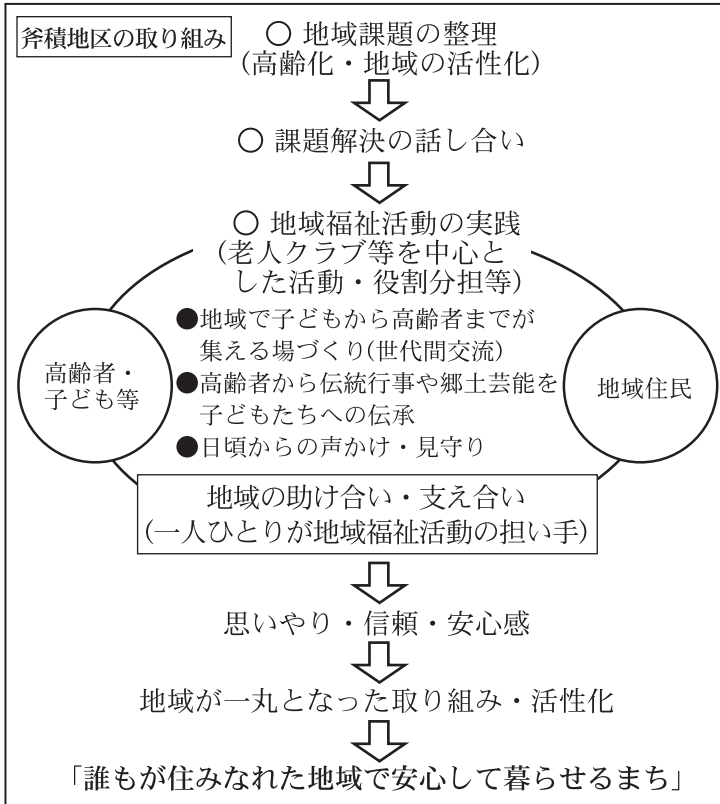 斧積地区の取り組み
○ 地域課題の整理
(高齢化・地域の活性化)
○ 課題解決の話し合い
○ 地域福祉活動の実践
(老人クラブ等を中心と
した活動・役割分担等)
●地域で子どもから高齢者までが
集える場づくり(世代間交流)
●高齢者から伝統行事や郷土芸能を
子どもたちへの伝承
●日頃からの声かけ・見守り
高齢者・
子ども等
地域住民
地域の助け合い・支え合い
(一人ひとりが地域福祉活動の担い手)
思いやり・信頼・安心感
地域が一丸となった取り組み・活性化
「誰もが住みなれた地域で安心して暮らせるまち」